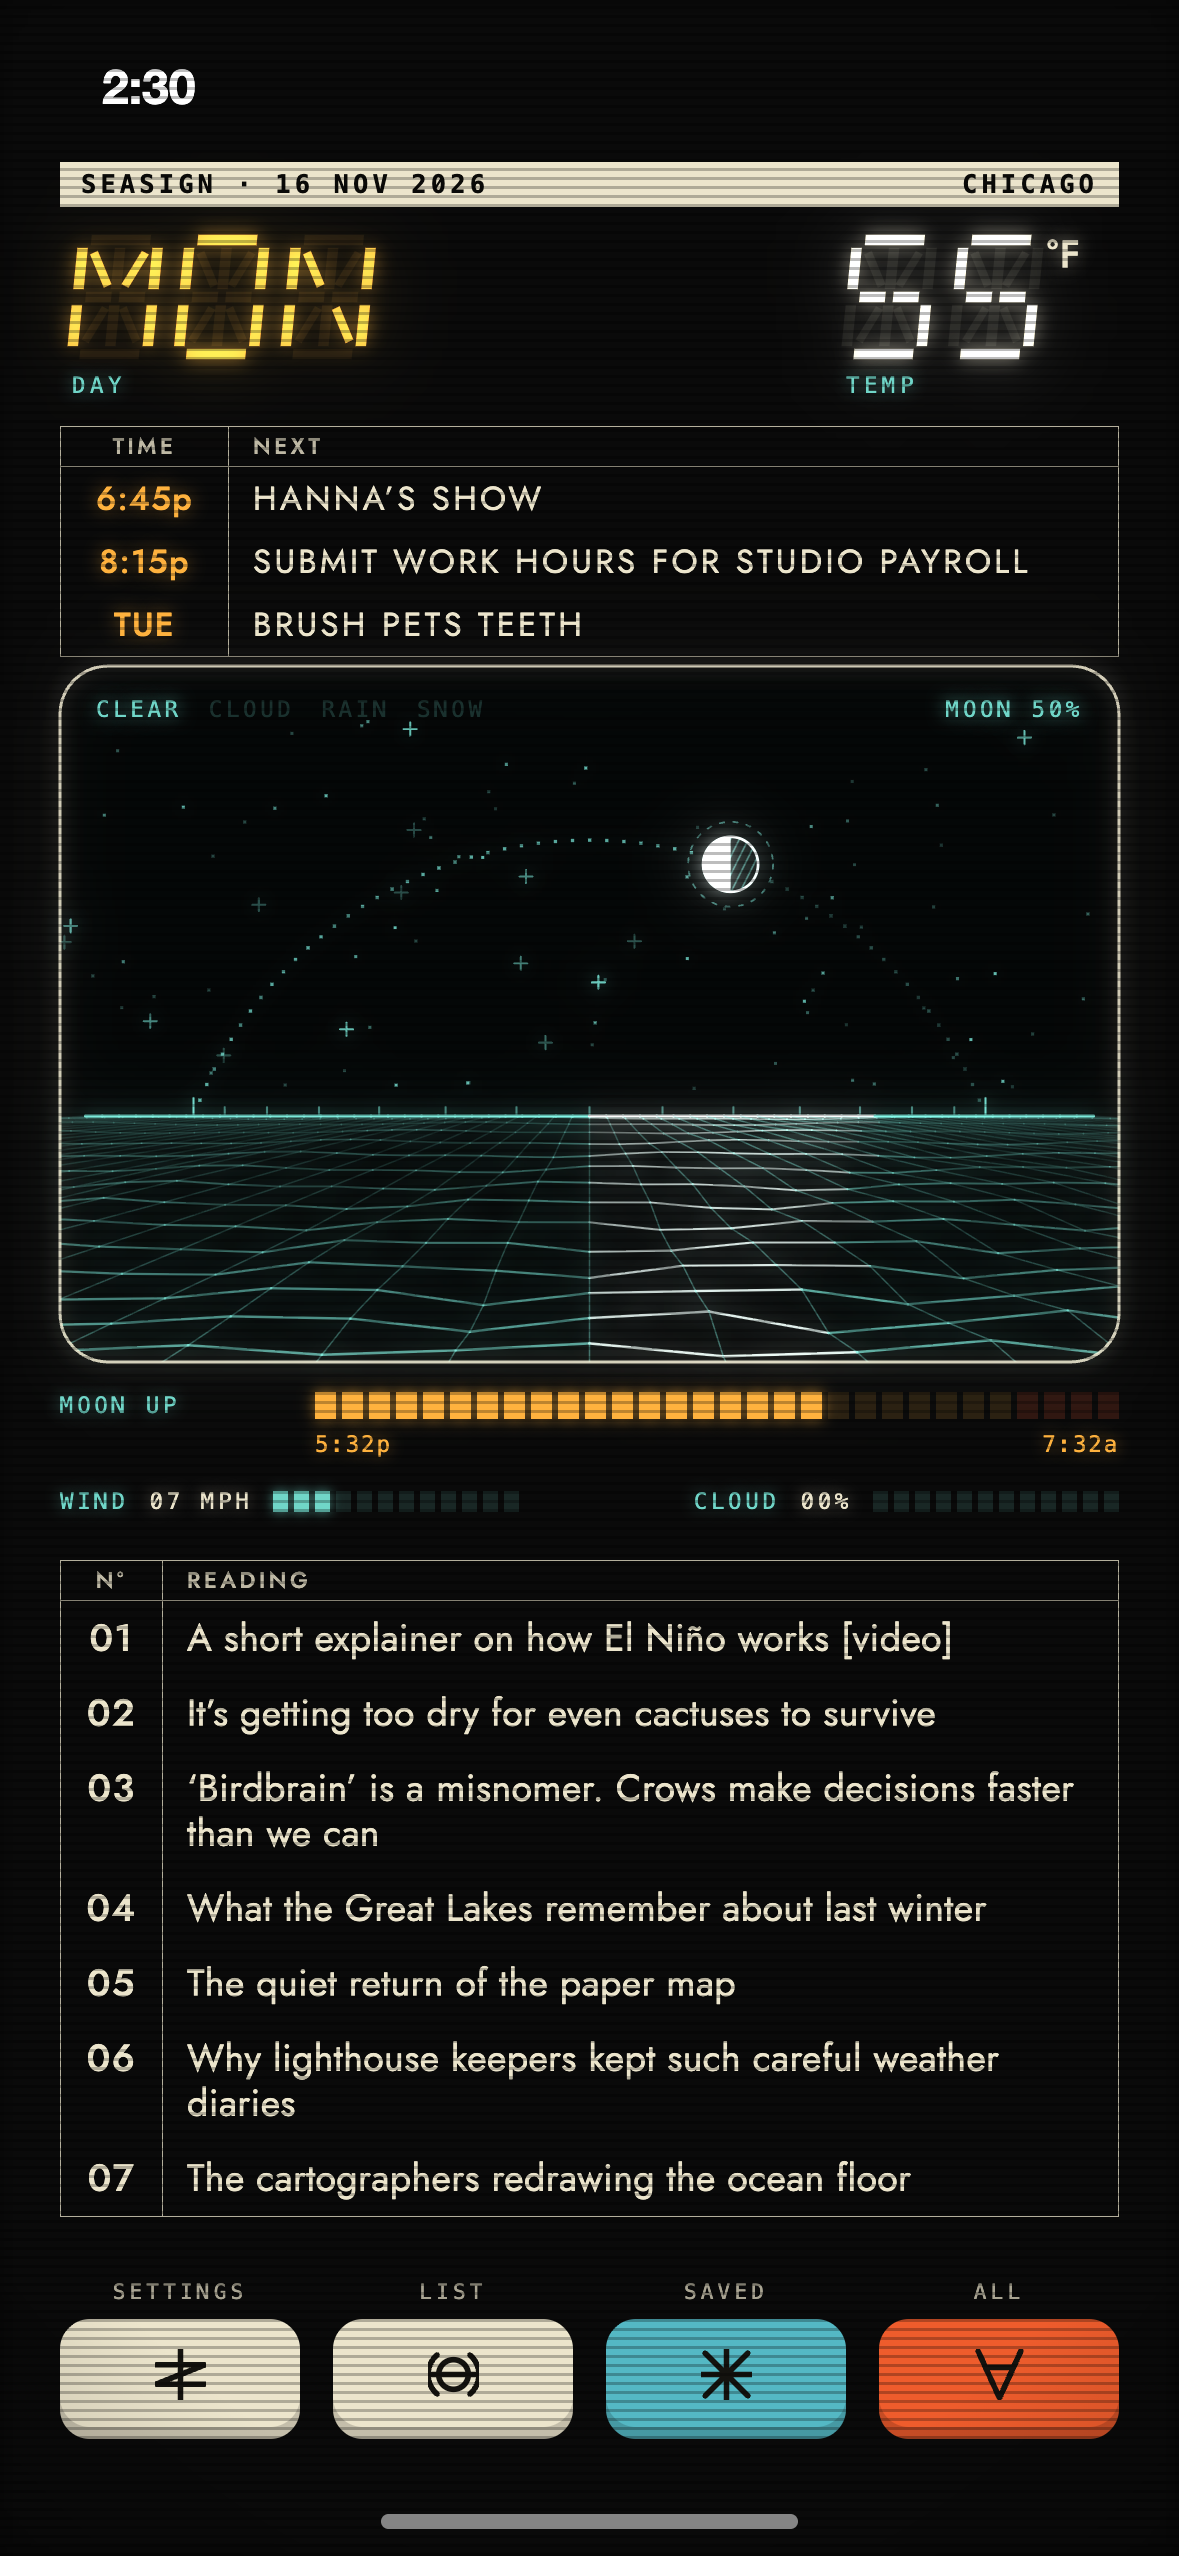 2:30
SEASIGN · 16 NOV 2026 CHICAGO
MON 55 °F
DAY TEMP
TIME NEXT
6:45p HANNA’S SHOW
8:15p SUBMIT WORK HOURS FOR STUDIO PAYROLL
TUE BRUSH PETS TEETH
CLEAR CLOUD RAIN SNOW MOON 50%
MOON UP
5:32p 7:32a
WIND 07 MPH CLOUD 00%
N° READING
01 A short explainer on how El Niño works [video]
02 It’s getting too dry for even cactuses to survive
03 ‘Birdbrain’ is a misnomer. Crows make decisions faster
than we can
04 What the Great Lakes remember about last winter
05 The quiet return of the paper map
06 Why lighthouse keepers kept such careful weather
diaries
07 The cartographers redrawing the ocean floor
SETTINGS LIST SAVED ALL